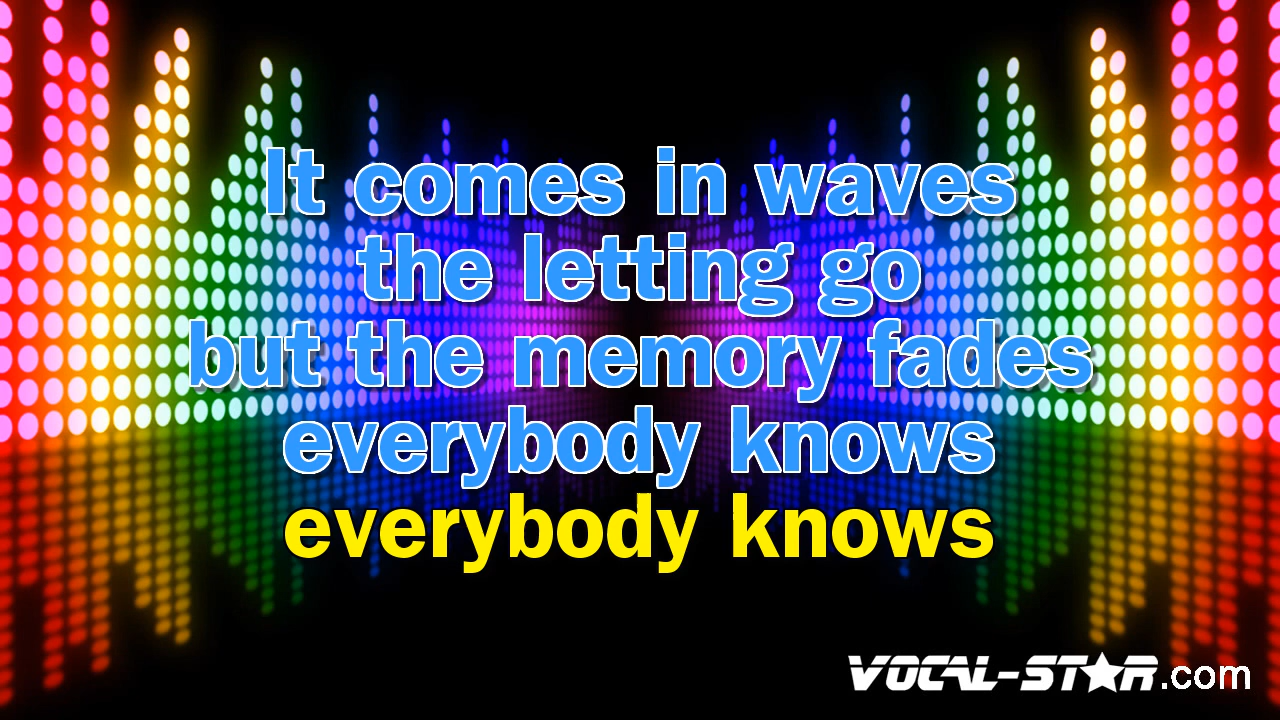 It comes in waves
the letting go
but the memory fades
everybody knows
everybody knows
VOCAL-STAR.com